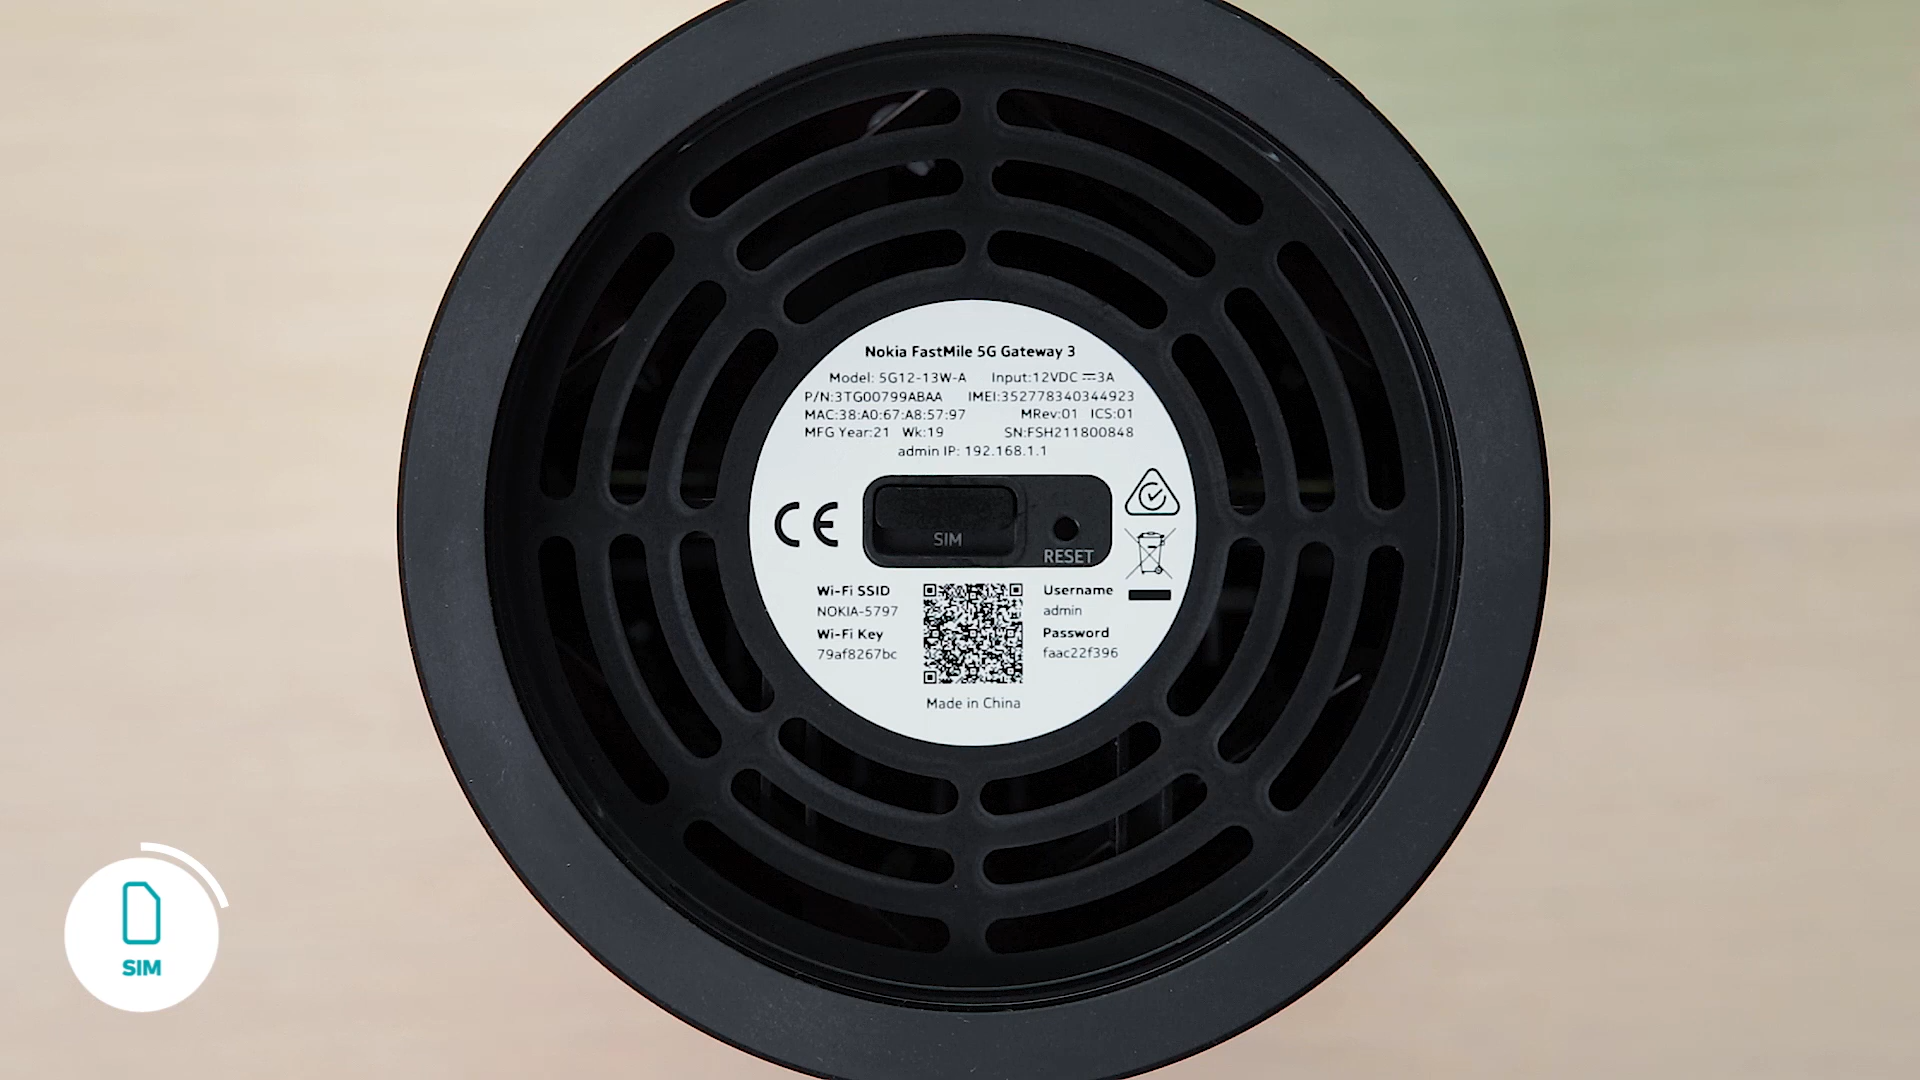 Nokia FastMile 5G Gateway 3
Model: 5G12-13W-A Input:12VDC 3A
P/N:3TG00799ABAA IMEI:352778340344923
MAC:38:A0:67:A8:57:97 MRev:01 ICS:01
MFG Year:21 Wk:19 SN:FSH211800848
admin IP: 192.168.1.1
CE
SIM
RESET
Wi-Fi SSID
NOKIA-5797
Wi-Fi Key
79af8267bc
Username
admin
Password
faac22f396
Made in China
SIM